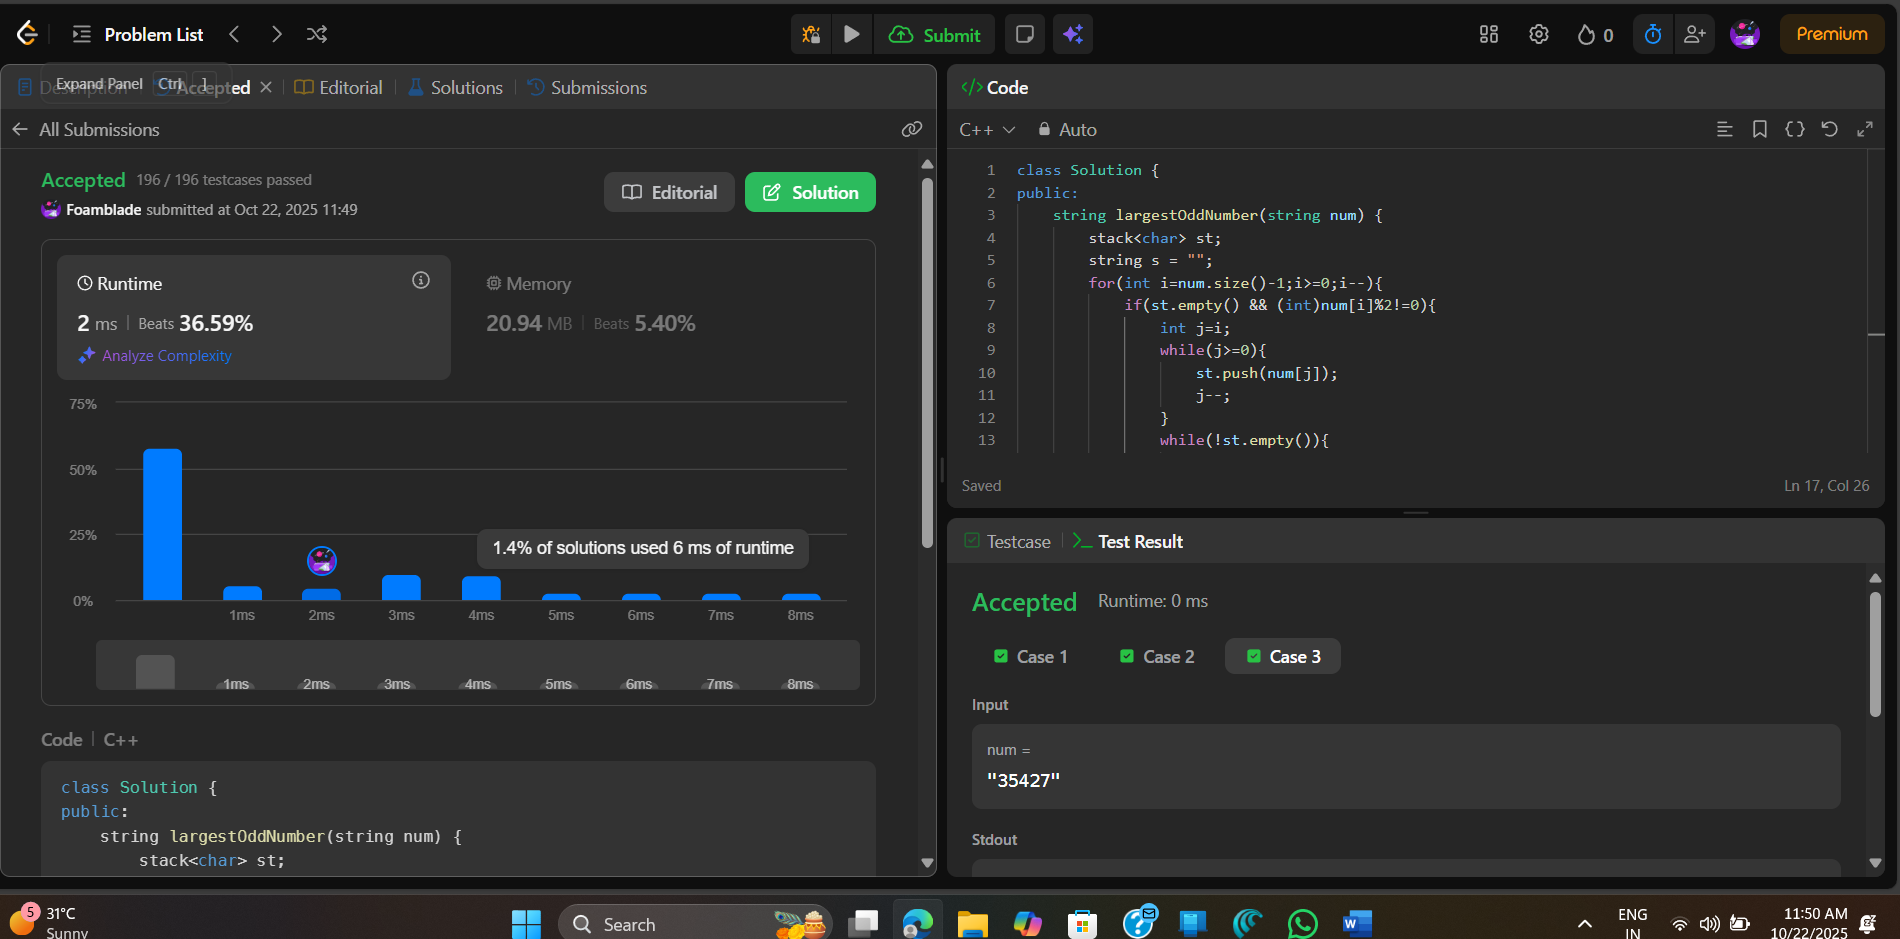 Problem List
Submit
0
Premium
Expand Panel Ctrl ]
Description
Accepted
Editorial
Solutions
Submissions
All Submissions
Accepted 196 / 196 testcases passed
Foamblade submitted at Oct 22, 2025 11:49
Editorial
Solution
Runtime
2 ms | Beats 36.59%
Analyze Complexity
Memory
20.94 MB | Beats 5.40%
75%
50%
25%
0%
1.4% of solutions used 6 ms of runtime
1ms 2ms 3ms 4ms 5ms 6ms 7ms 8ms
1ms 2ms 3ms 4ms 5ms 6ms 7ms 8ms
Code | C++
class Solution {
public:
    string largestOddNumber(string num) {
        stack<char> st;
</> Code
C++
Auto
1 class Solution {
2 public:
3     string largestOddNumber(string num) {
4         stack<char> st;
5         string s = "";
6         for(int i=num.size()-1;i>=0;i--){
7             if(st.empty() && (int)num[i]%2!=0){
8                 int j=i;
9                 while(j>=0){
10                     st.push(num[j]);
11                     j--;
12                 }
13                 while(!st.empty()){
Saved
Ln 17, Col 26
Testcase
Test Result
Accepted Runtime: 0 ms
Case 1
Case 2
Case 3
Input
num =
"35427"
Stdout
5
31°C
Sunny
Search
ENG
IN
11:50 AM
10/22/2025